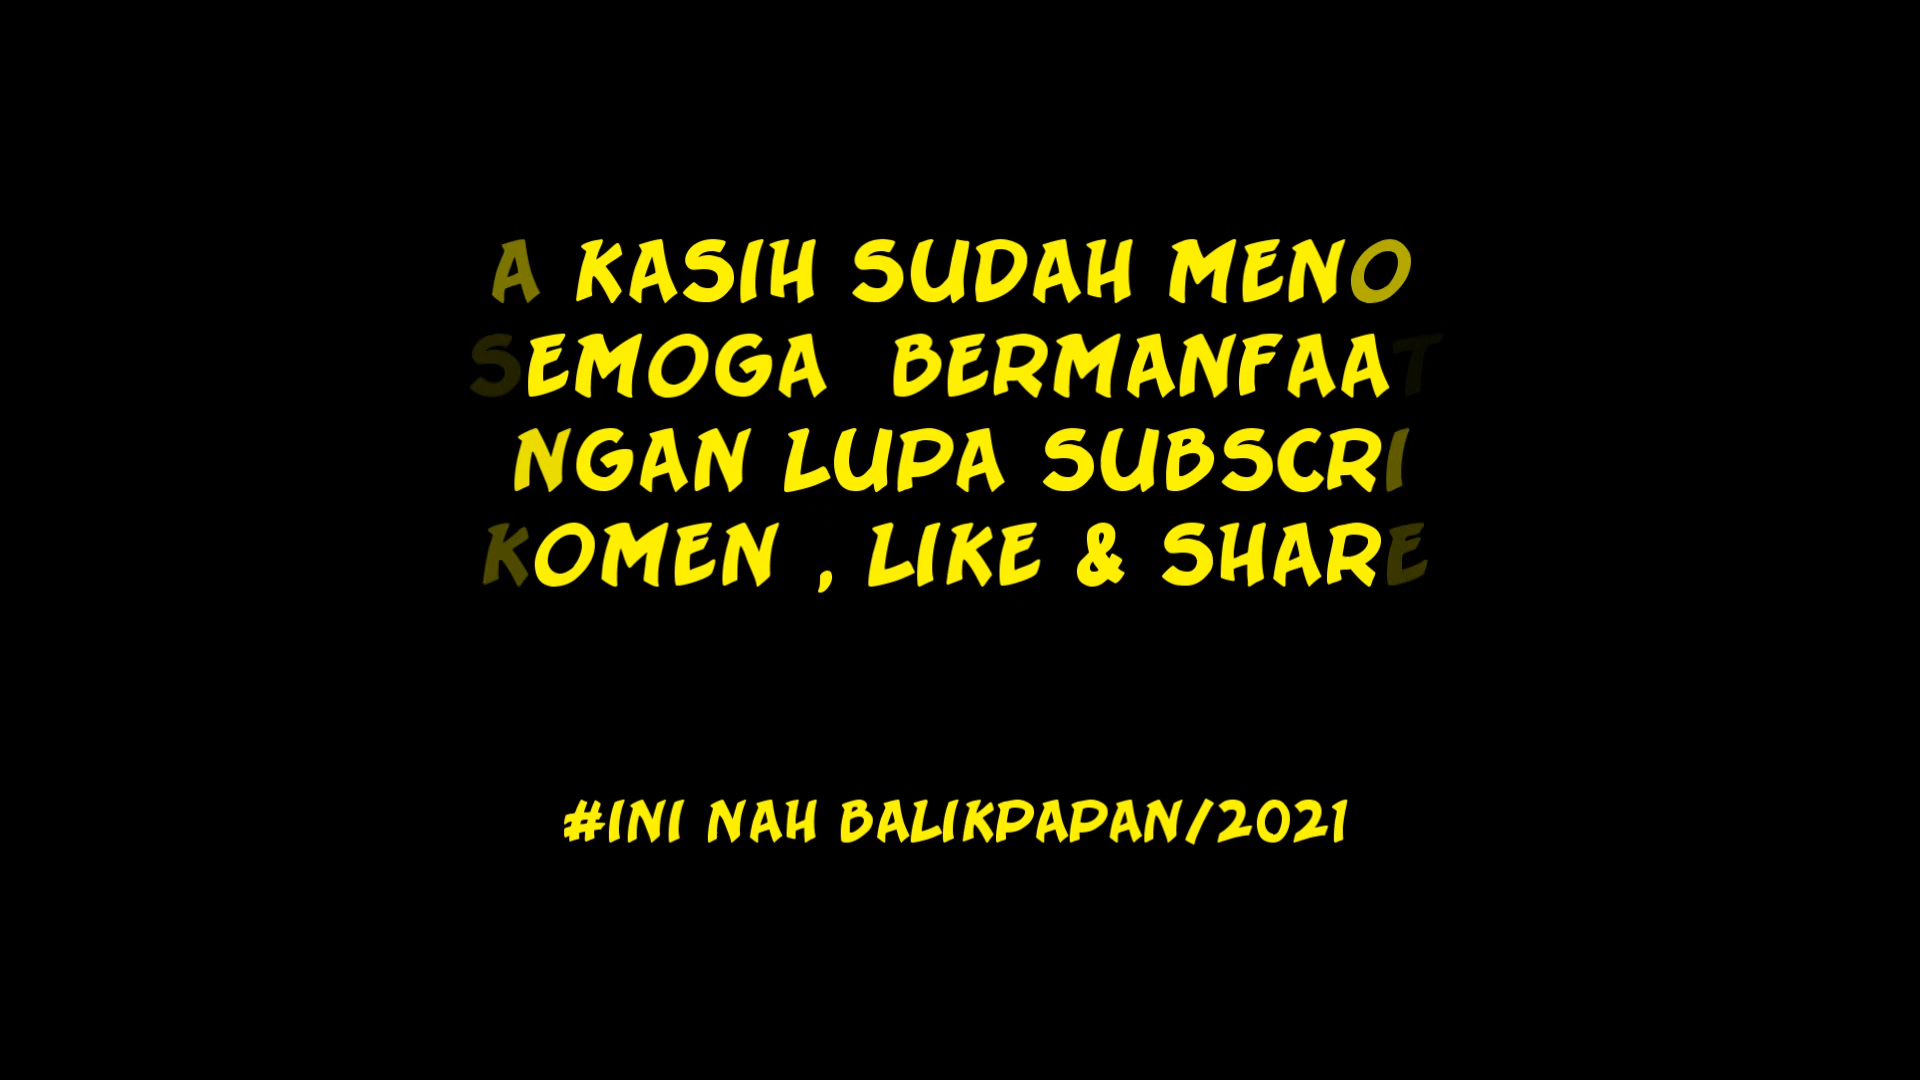 A KASIH SUDAH MENO
SEMOGA BERMANFAAT
NGAN LUPA SUBSCRI
KOMEN , LIKE & SHARE
#INI NAH BALIKPAPAN/2021